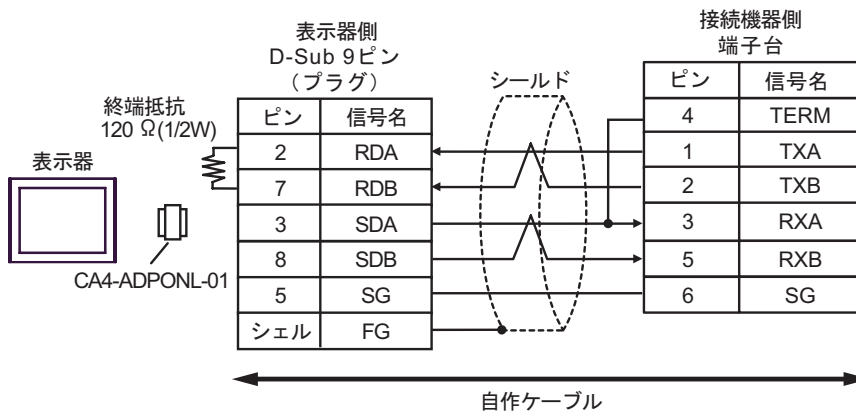 表示器側
D-Sub 9ピン
（プラグ）
接続機器側
端子台
シールド
終端抵抗
120 Ω(1/2W)
表示器
CA4-ADPONL-01
ピン 信号名
2 RDA
7 RDB
3 SDA
8 SDB
5 SG
シェル FG
ピン 信号名
4 TERM
1 TXA
2 TXB
3 RXA
5 RXB
6 SG
自作ケーブル